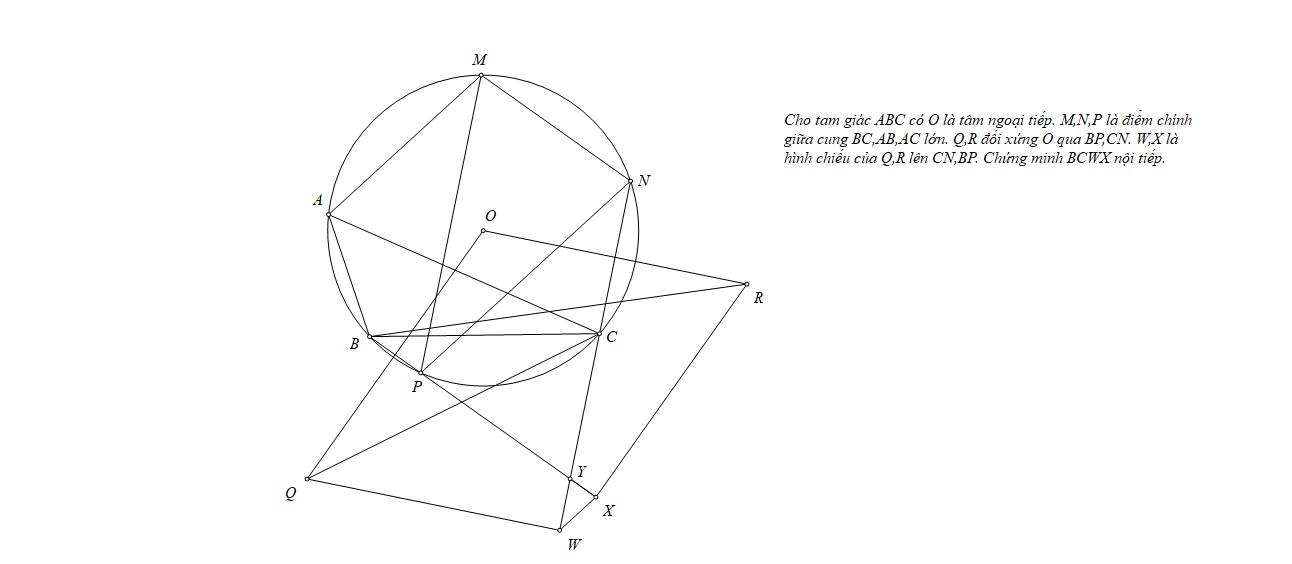 M
Cho tam giác ABC có O là tâm ngoại tiếp. M,N,P là điểm chính
giữa cung BC,AB,AC lớn. Q,R đối xứng O qua BP,CN. W,X là
hình chiếu của Q,R lên CN,BP. Chứng minh BCWX nội tiếp.
N
A
O
R
B
C
P
Y
Q
X
W